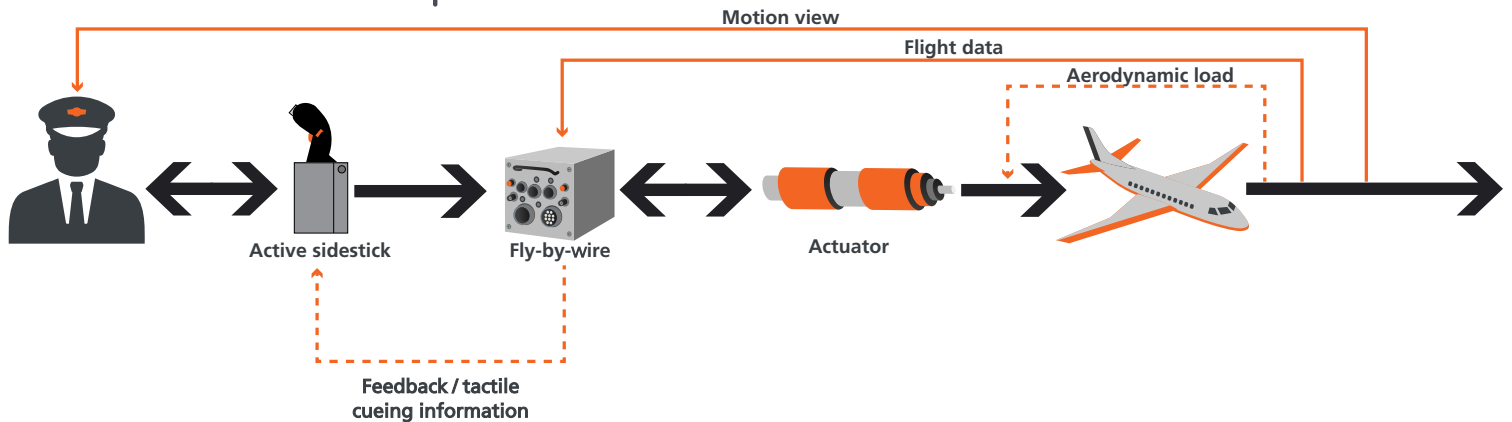 Motion view
Flight data
Aerodynamic load
Active sidestick
Fly-by-wire
Actuator
Feedback / tactile
cueing information